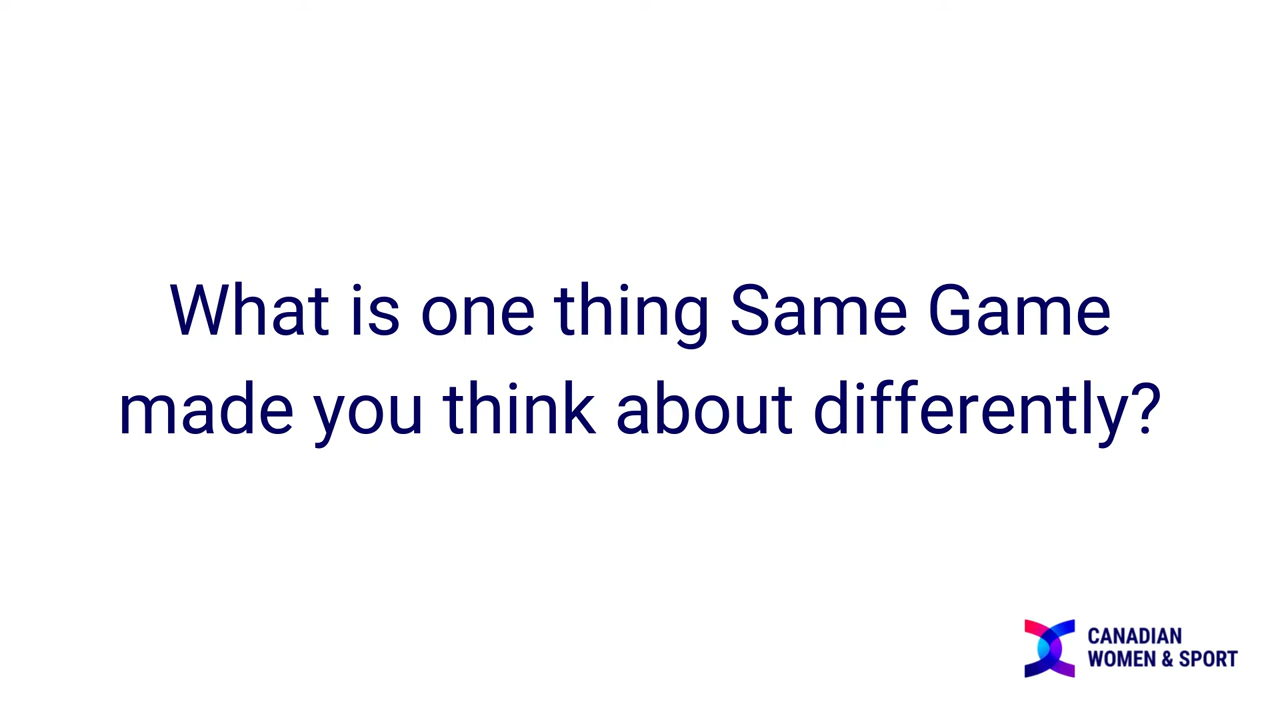 What is one thing Same Game
made you think about differently?
CANADIAN
WOMEN & SPORT